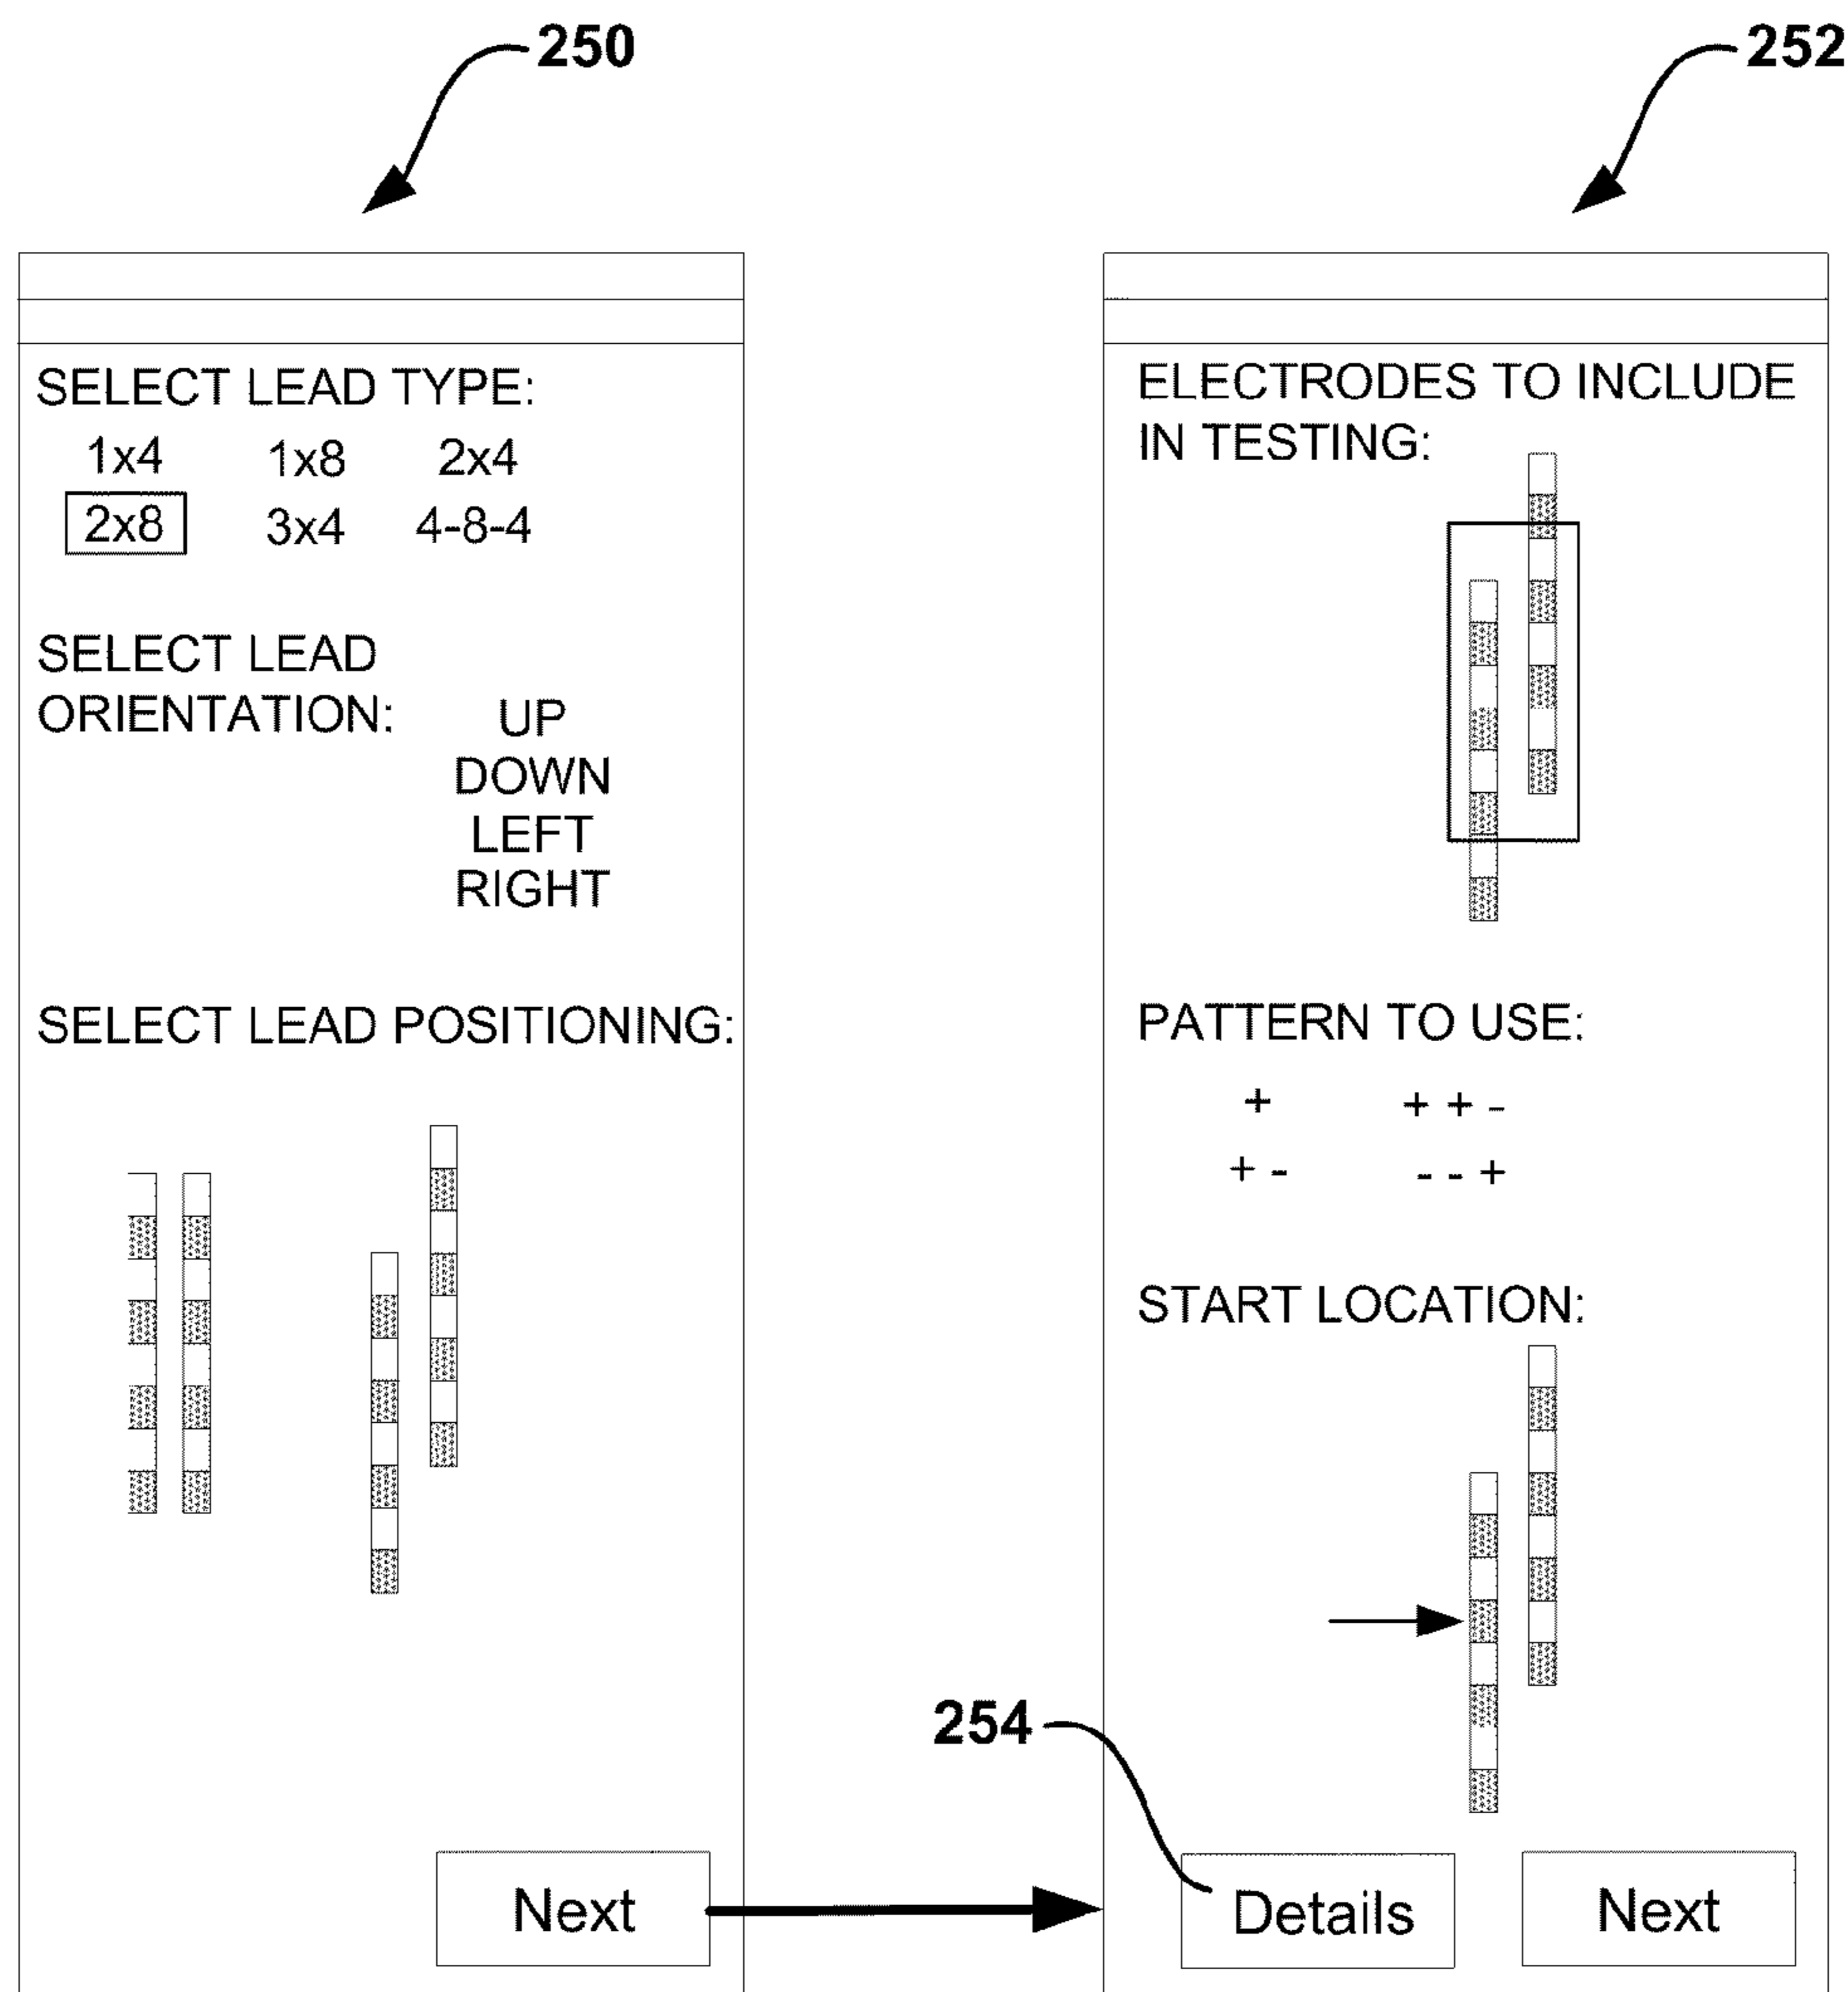 250
252
SELECT LEAD TYPE:
1x4 1x8 2x4
2x8 3x4 4-8-4
SELECT LEAD
ORIENTATION: UP
DOWN
LEFT
RIGHT
SELECT LEAD POSITIONING:
Next
ELECTRODES TO INCLUDE
IN TESTING:
PATTERN TO USE:
+ + + -
+ - - - +
START LOCATION:
254
Details
Next